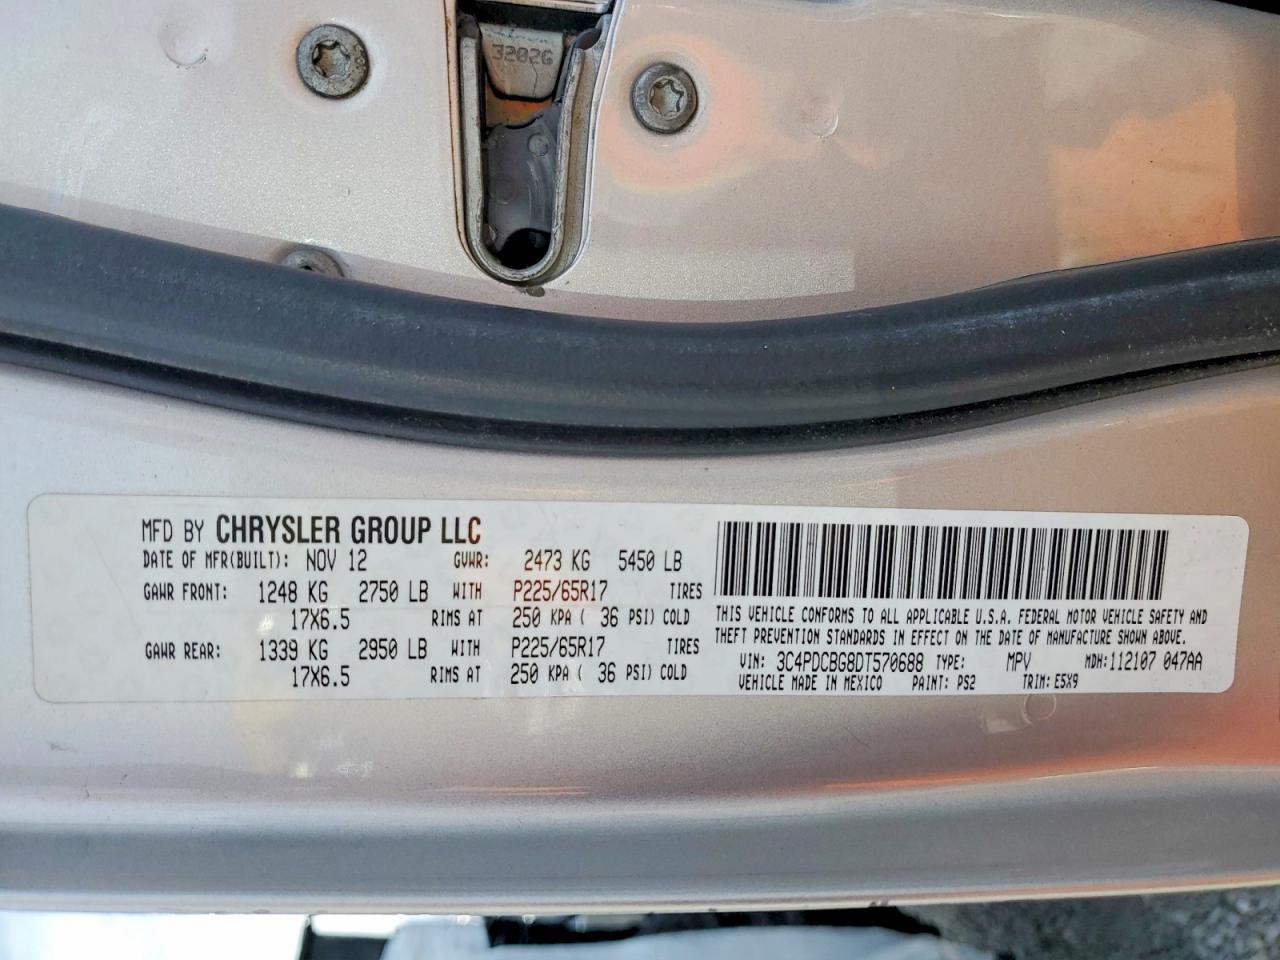 3202G
MFD BY CHRYSLER GROUP LLC
DATE OF MFR(BUILT): NOV 12 GVWR: 2473 KG 5450 LB
GAWR FRONT: 1248 KG 2750 LB WITH P225/65R17 TIRES
17X6.5 RIMS AT 250 KPA ( 36 PSI) COLD
GAWR REAR: 1339 KG 2950 LB WITH P225/65R17 TIRES
17X6.5 RIMS AT 250 KPA ( 36 PSI) COLD
THIS VEHICLE CONFORMS TO ALL APPLICABLE U.S.A. FEDERAL MOTOR VEHICLE SAFETY AND
THEFT PREVENTION STANDARDS IN EFFECT ON THE DATE OF MANUFACTURE SHOWN ABOVE.
VIN: 3C4PDCBG8DT570688 TYPE: MPV MDH: 112107 047AA
VEHICLE MADE IN MEXICO PAINT: PS2 TRIM: E5X9